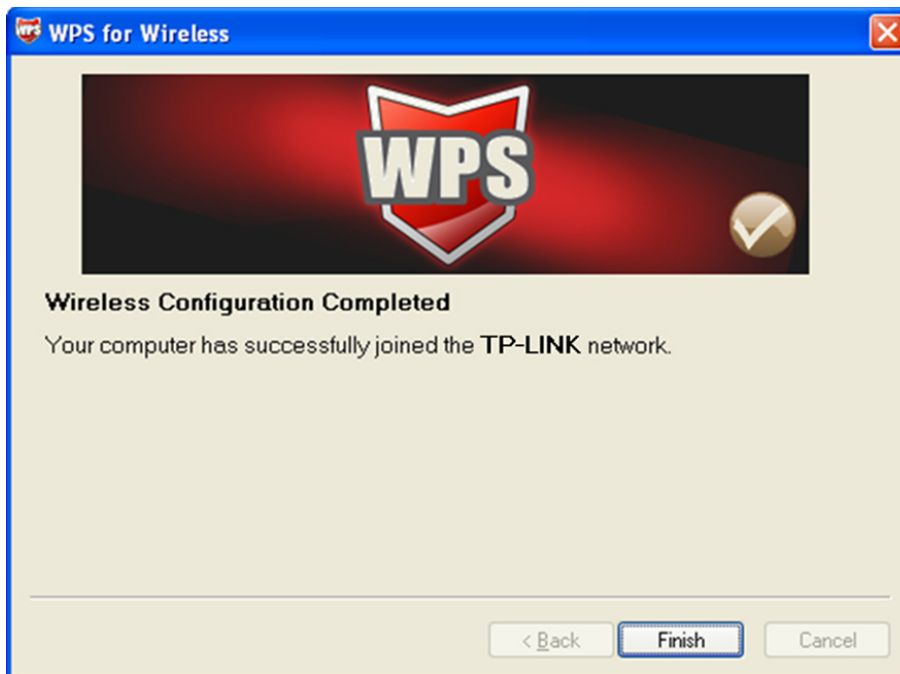 WPS WPS for Wireless
WPS
Wireless Configuration Completed
Your computer has successfully joined the TP-LINK network.
< Back
Finish
Cancel